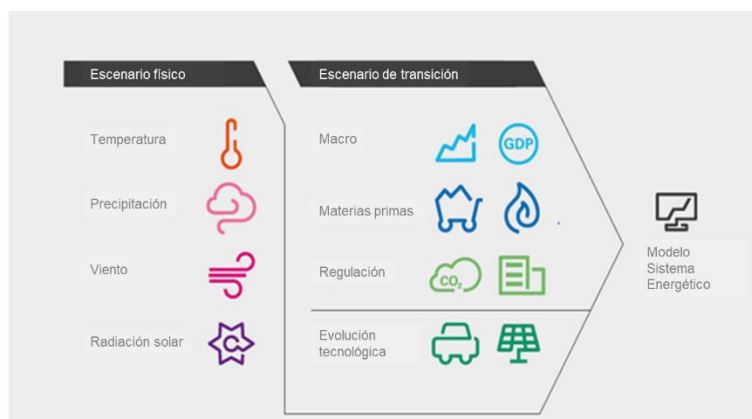 Escenario físico
Escenario de transición
Temperatura
Macro
GDP
Precipitación
Materias primas
Viento
Regulación
CO₂
Modelo
Sistema
Energético
Radiación solar
Evolución
tecnológica